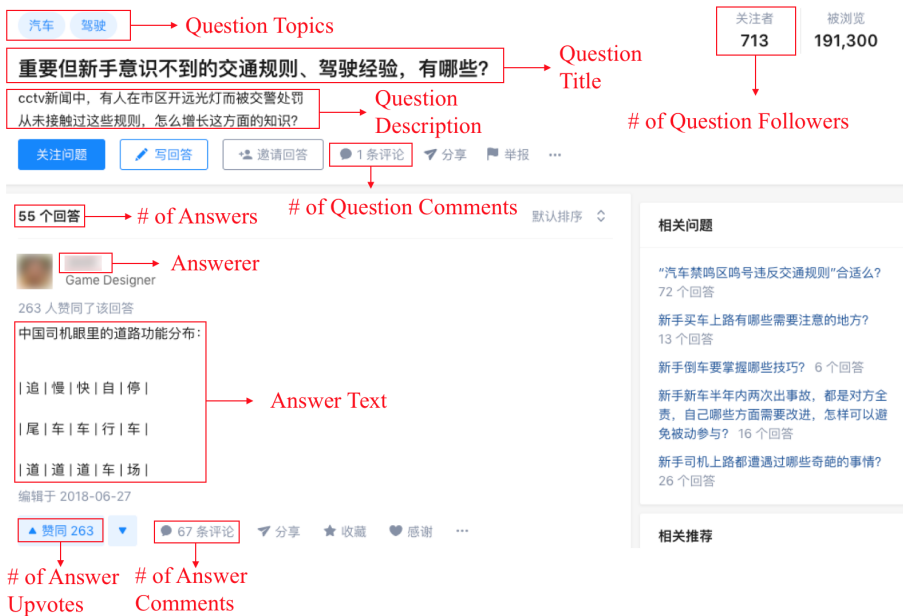 汽车 驾驶 Question Topics
关注者 被浏览
713 191,300
重要但新手意识不到的交通规则、驾驶经验，有哪些？
Question
Title
cctv新闻中，有人在市区开远光灯而被交警处罚
从未接触过这些规则，怎么增长这方面的知识？
Question
Description
# of Question Followers
关注问题 写回答 邀请回答 1 条评论 分享 举报 ···
55 个回答 # of Answers # of Question Comments 默认排序
Answerer
Game Designer
263 人赞同了该回答
中国司机眼里的道路功能分布：
| 追 | 慢 | 快 | 自 | 停 |
| 尾 | 车 | 车 | 行 | 车 |
| 道 | 道 | 道 | 车 | 场 |
Answer Text
编辑于 2018-06-27
赞同 263 67 条评论 分享 收藏 感谢 ···
# of Answer
Upvotes
# of Answer
Comments
相关问题
“汽车禁鸣区鸣号违反交通规则”合适么？
72 个回答
新手买车上路有哪些需要注意的地方？
13 个回答
新手倒车要掌握哪些技巧？ 6 个回答
新手新车半年内两次出事故，都是对方全
责，自己哪些方面需要改进，怎样可以避
免被动参与？ 16 个回答
新手司机上路都遭遇过哪些奇葩的事情？
26 个回答
相关推荐